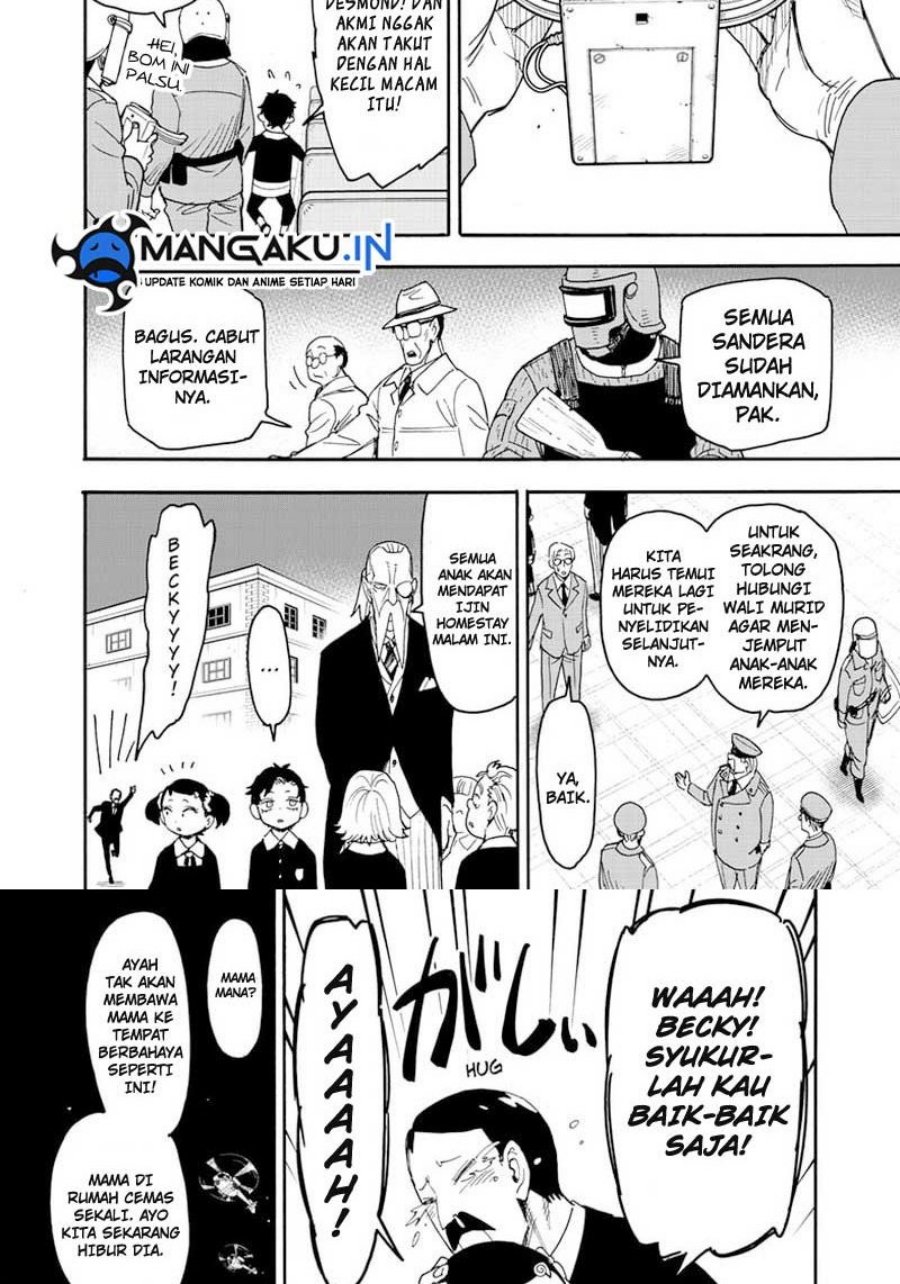 DESMOND! DAN
AKMI NGGAK
AKAN TAKUT
DENGAN HAL
KECIL MACAM
ITU!
HEI,
BOM INI
PALSU.
MANGAKU.IN
UPDATE KOMIK DAN ANIME SETIAP HARI
SEMUA
SANDERA
SUDAH
DIAMANKAN,
PAK.
BAGUS. CABUT
LARANGAN
INFORMASI-
NYA.
UNTUK
SEAKRANG,
TOLONG
HUBUNGI
WALI MURID
AGAR MEN-
JEMPUT
ANAK-ANAK
MEREKA.
KITA
HARUS TEMUI
MEREKA LAGI
UNTUK PE-
NYELIDIKAN
SELANJUT-
NYA.
YA,
BAIK.
SEMUA
ANAK AKAN
MENDAPAT
IJIN
HOMESTAY
MALAM INI.
...
BECKYYYY!
WAAAH!
BECKY!
SYUKUR-
LAH KAU
BAIK-BAIK
SAJA!
がしぃ
HUG
AYAAAAH!
MAMA
MANA?
AYAH
TAK AKAN
MEMBAWA
MAMA KE
TEMPAT
BERBAHAYA
SEPERTI
INI!
MAMA DI
RUMAH CEMAS
SEKALI. AYO
KITA SEKARANG
HIBUR DIA.